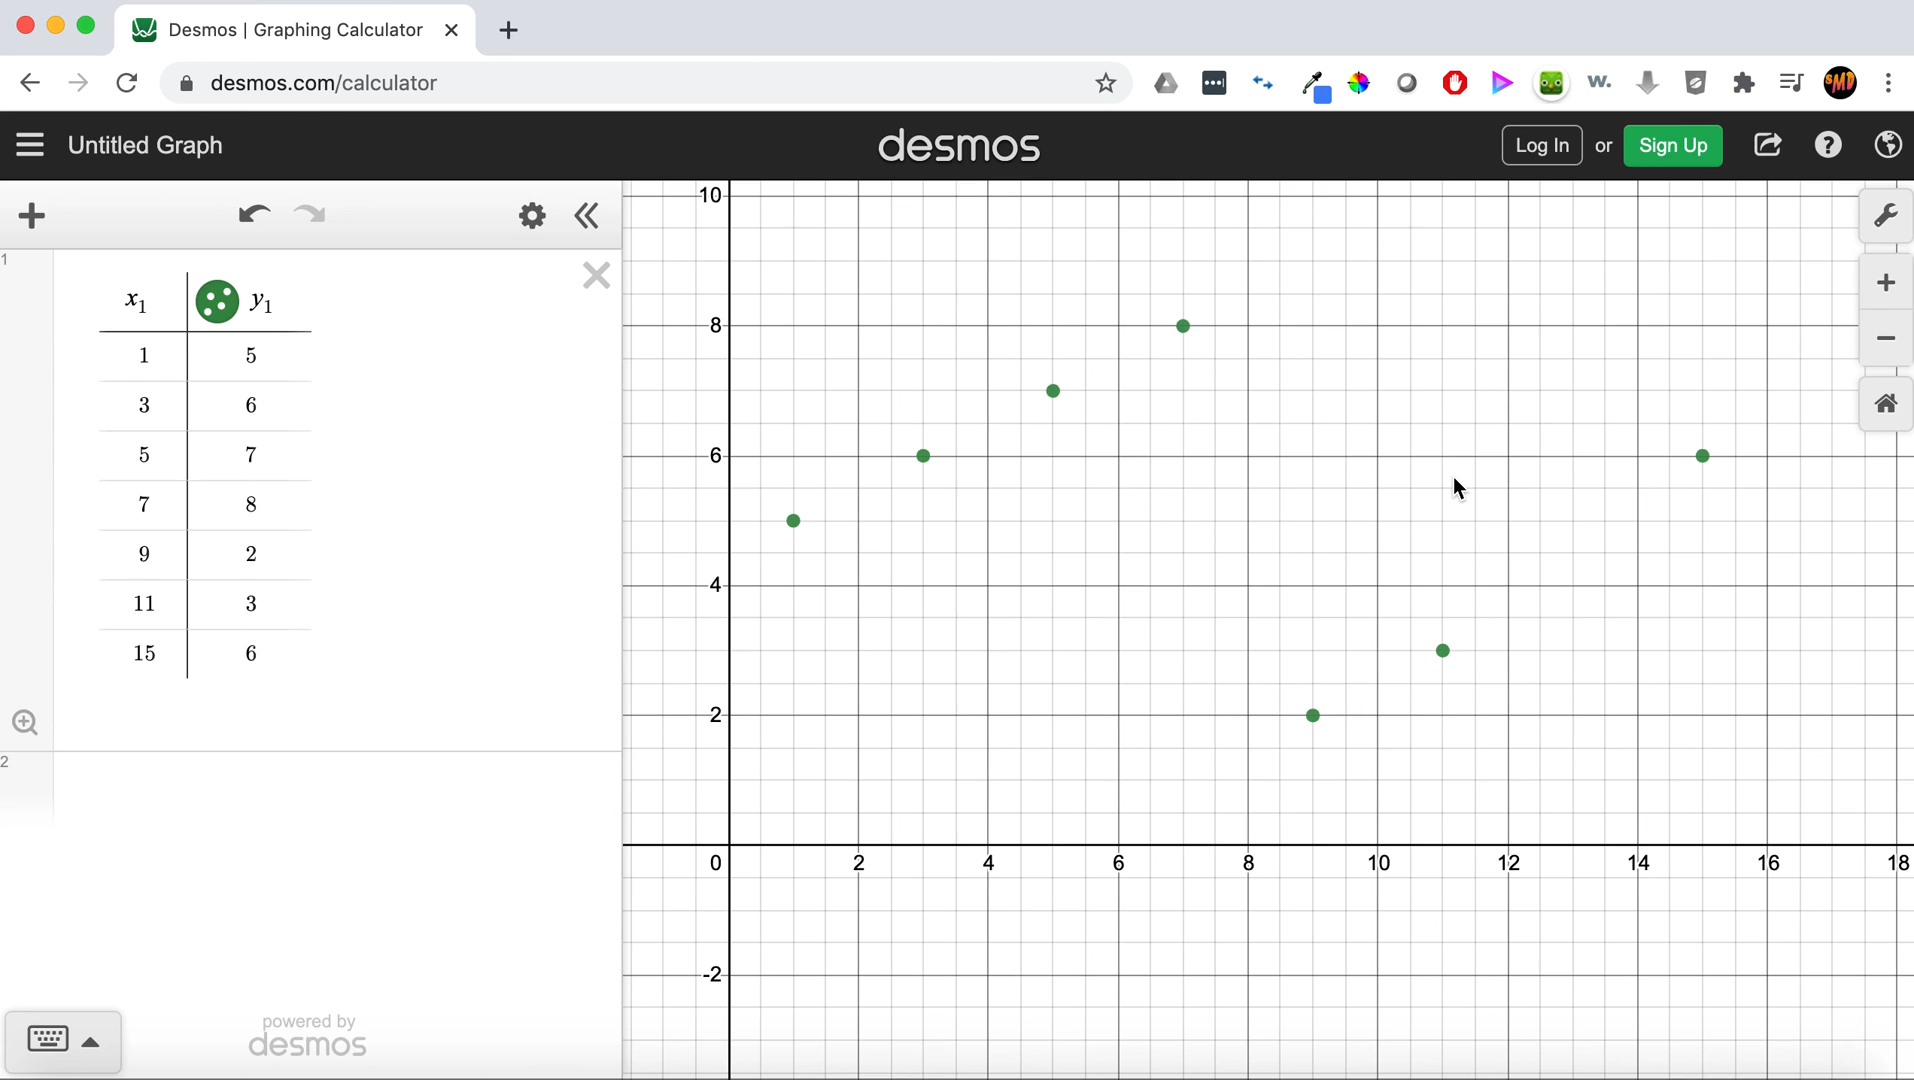 Desmos | Graphing Calculator
desmos.com/calculator
w.
SMD
Untitled Graph
desmos
Log In or Sign Up
1
x₁ y₁
1 5
3 6
5 7
7 8
9 2
11 3
15 6
2
powered by
desmos
10
8
6
4
2
0 2 4 6 8 10 12 14 16 18
-2